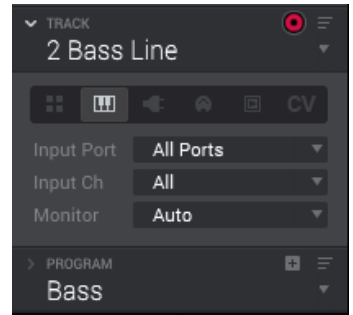 TRACK
2 Bass Line
CV
Input Port All Ports
Input Ch All
Monitor Auto
PROGRAM
Bass